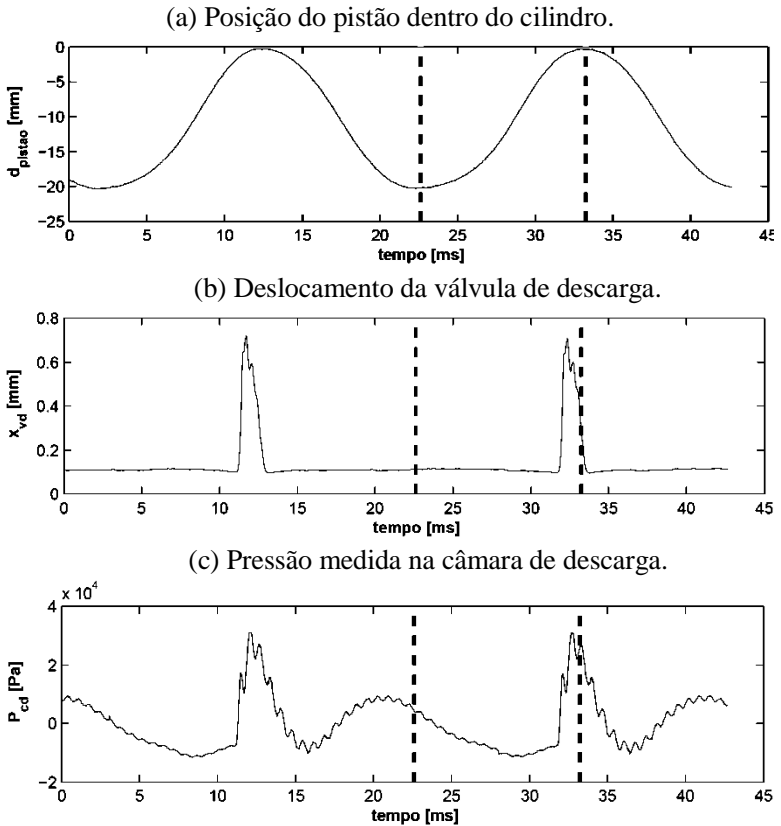 (a) Posição do pistão dentro do cilindro.
0
−5
−10
−15
−20
−25
d_pistao [mm]
0 5 10 15 20 25 30 35 40 45
tempo [ms]
(b) Deslocamento da válvula de descarga.
0.8
0.6
0.4
0.2
0
x_vd [mm]
0 5 10 15 20 25 30 35 40 45
tempo [ms]
(c) Pressão medida na câmara de descarga.
x 10^4
4
2
0
−2
P_cd [Pa]
0 5 10 15 20 25 30 35 40 45
tempo [ms]